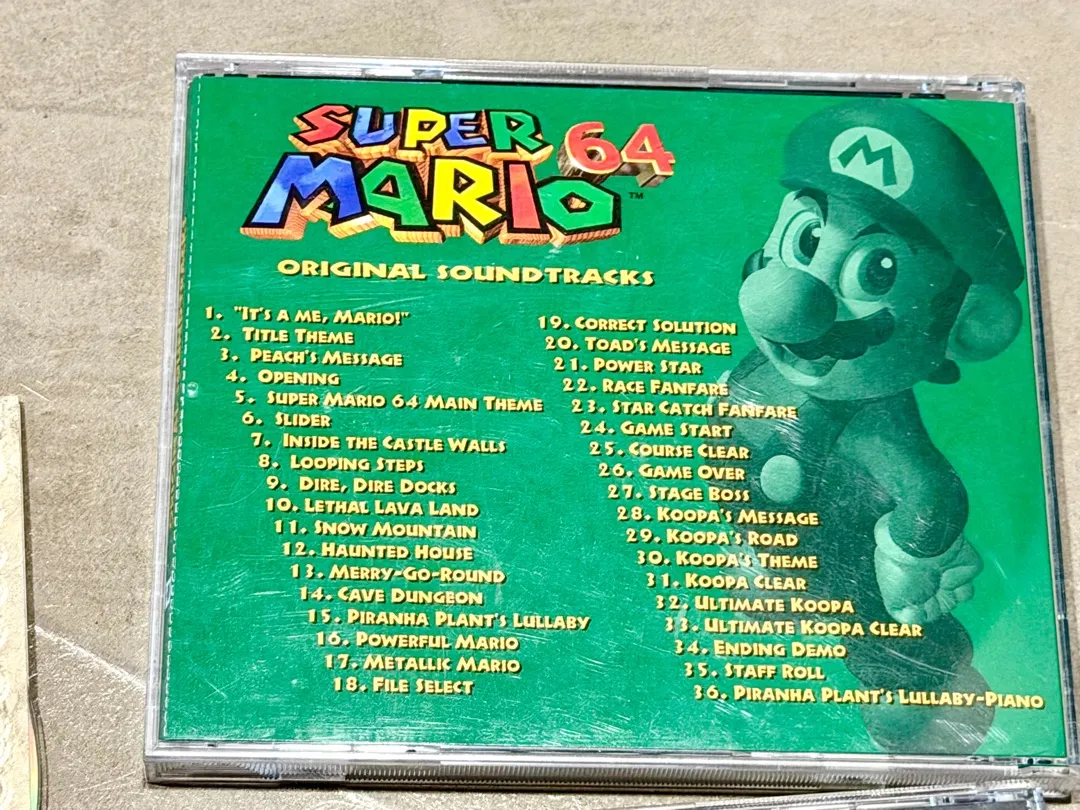 SUPER
MARIO 64™
ORIGINAL SOUNDTRACKS
1. "IT'S A ME, MARIO!"
2. TITLE THEME
3. PEACH'S MESSAGE
4. OPENING
5. SUPER MARIO 64 MAIN THEME
6. SLIDER
7. INSIDE THE CASTLE WALLS
8. LOOPING STEPS
9. DIRE, DIRE DOCKS
10. LETHAL LAVA LAND
11. SNOW MOUNTAIN
12. HAUNTED HOUSE
13. MERRY-GO-ROUND
14. CAVE DUNGEON
15. PIRANHA PLANT'S LULLABY
16. POWERFUL MARIO
17. METALLIC MARIO
18. FILE SELECT
19. CORRECT SOLUTION
20. TOAD'S MESSAGE
21. POWER STAR
22. RACE FANFARE
23. STAR CATCH FANFARE
24. GAME START
25. COURSE CLEAR
26. GAME OVER
27. STAGE BOSS
28. KOOPA'S MESSAGE
29. KOOPA'S ROAD
30. KOOPA'S THEME
31. KOOPA CLEAR
32. ULTIMATE KOOPA
33. ULTIMATE KOOPA CLEAR
34. ENDING DEMO
35. STAFF ROLL
36. PIRANHA PLANT'S LULLABY-PIANO
M